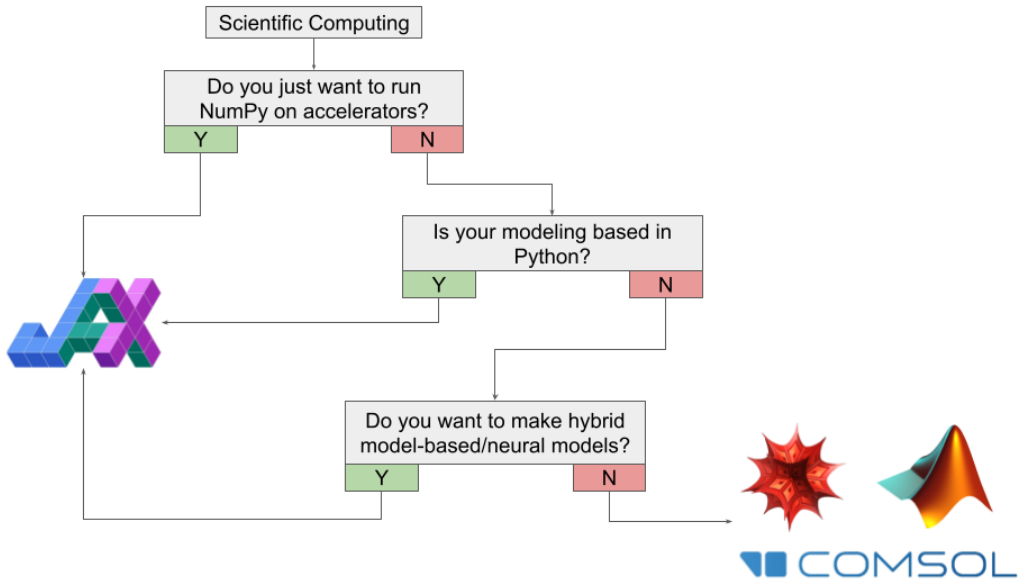 Scientific Computing
Do you just want to run
NumPy on accelerators?
Y
N
Is your modeling based in
Python?
Y
N
JAX
Do you want to make hybrid
model-based/neural models?
Y
N
COMSOL